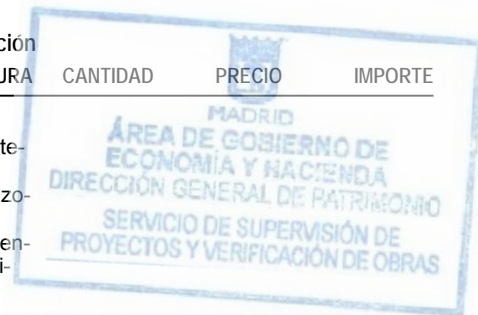 ción
URA CANTIDAD PRECIO IMPORTE
MADRID
ÁREA DE GOBIERNO DE
te-
ECONOMÍA Y HACIENDA
DIRECCIÓN GENERAL DE PATRIMONIO
zo-
SERVICIO DE SUPERVISIÓN DE
en-
PROYECTOS Y VERIFICACIÓN DE OBRAS
i-